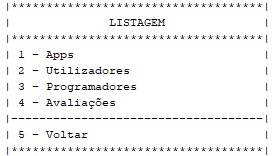 |************************************|
LISTAGEM
|************************************|
| 1 - Apps |
| 2 - Utilizadores |
| 3 - Programadores |
| 4 - Avaliações |
|------------------------------------|
| 5 - Voltar |
|************************************|